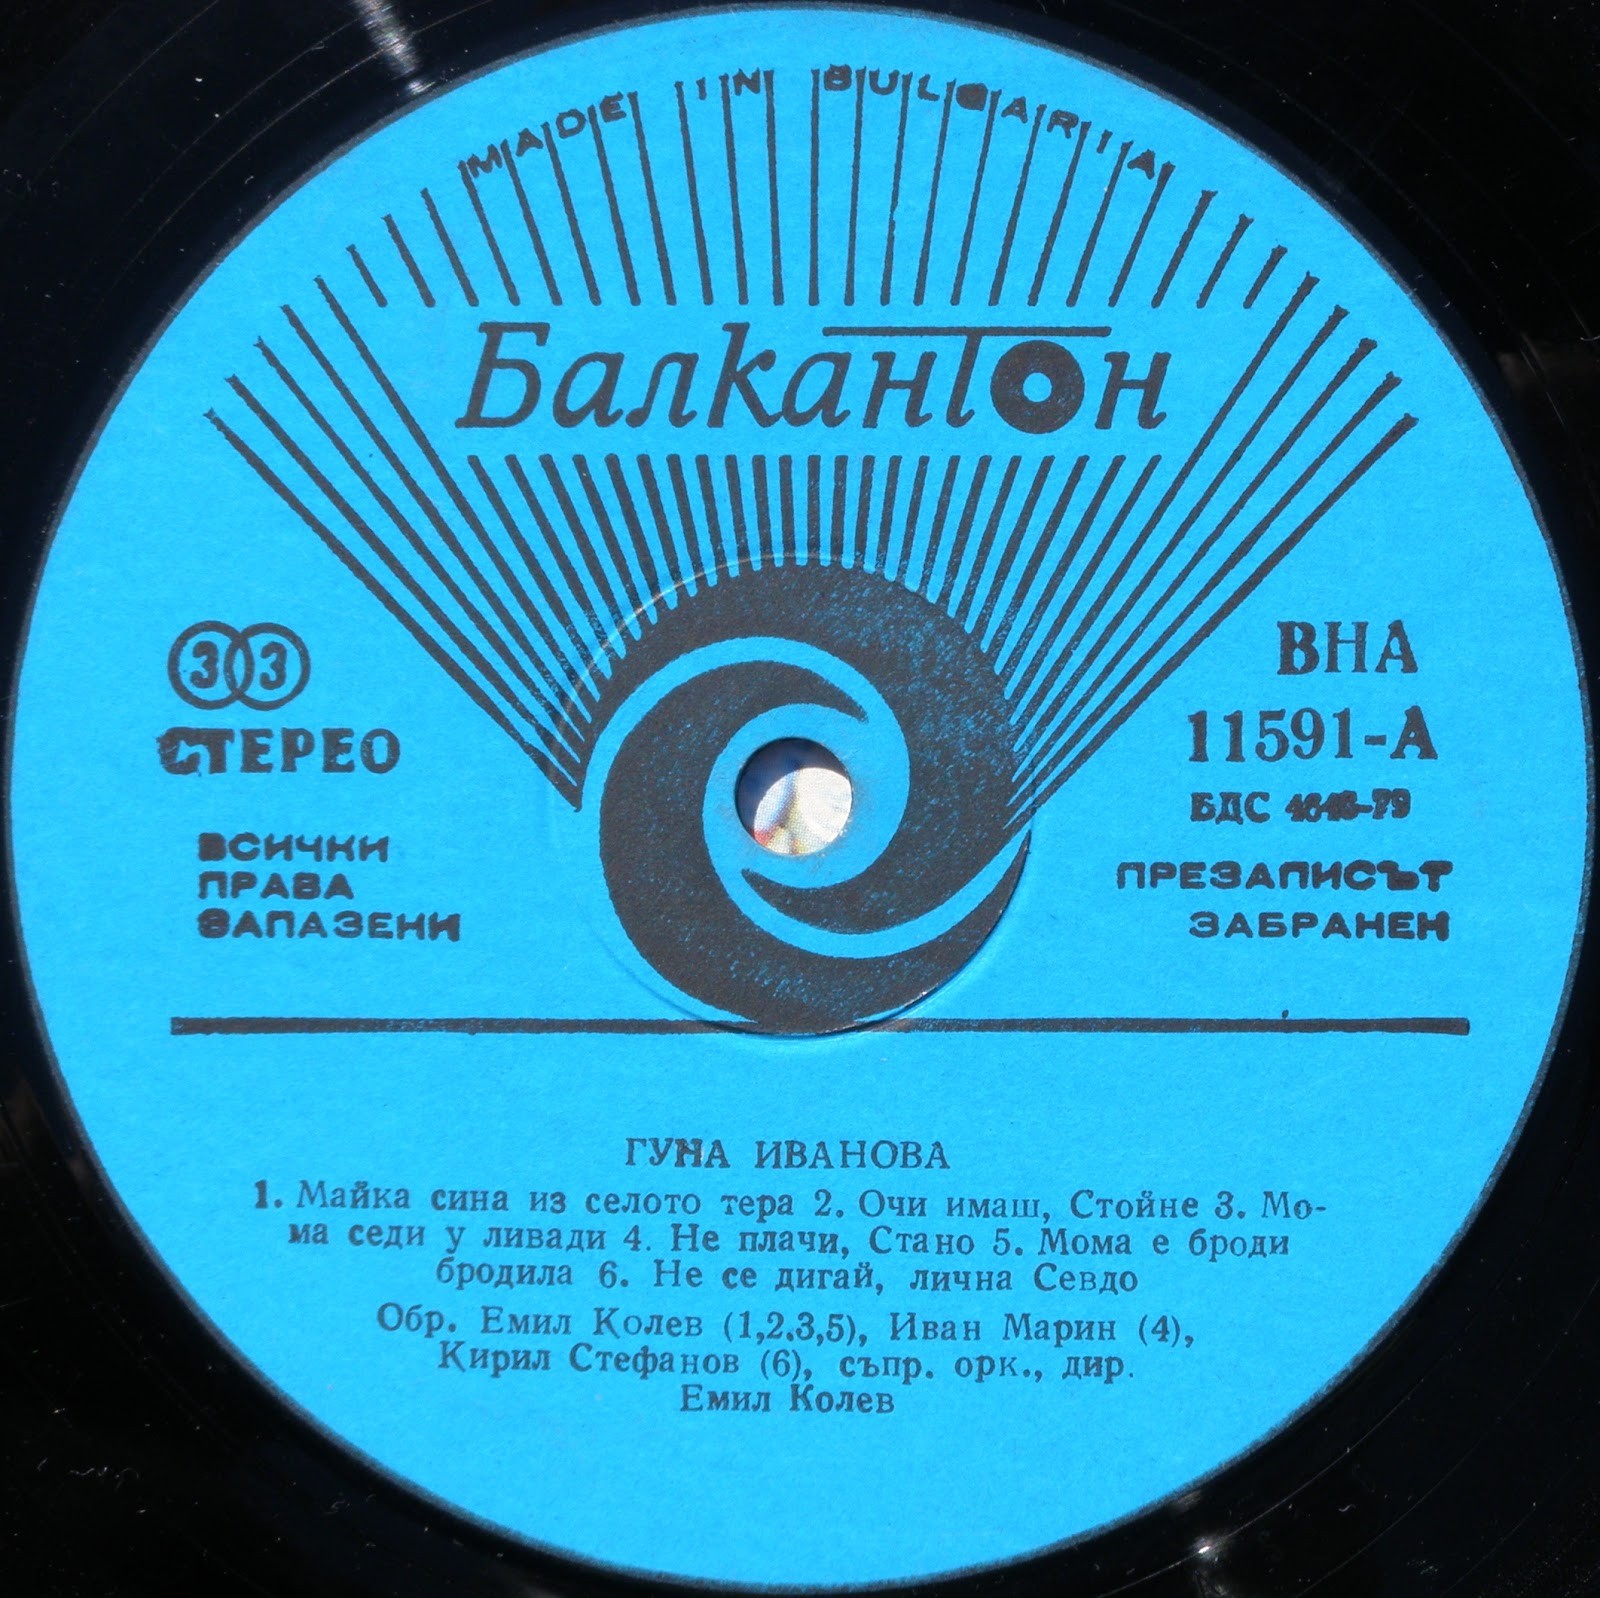 MADE IN BULGARIA
Балкантон
33
СТЕРЕО
ВСИЧКИ
ПРАВА
ЗАПАЗЕНИ
ВНА
11591-А
БДС 4646-79
ПРЕЗАПИСЪТ
ЗАБРАНЕН
ГУНА ИВАНОВА
1. Майка сина из селото тера 2. Очи имаш, Стойне 3. Мо-
ма седи у ливади 4. Не плачи, Стано 5. Мома е броди
бродила 6. Не се дигай, лична Севдо
Обр. Емил Колев (1,2.3,5), Иван Марин (4),
Кирил Стефанов (6), съпр. орк., дир.
Емил Колев